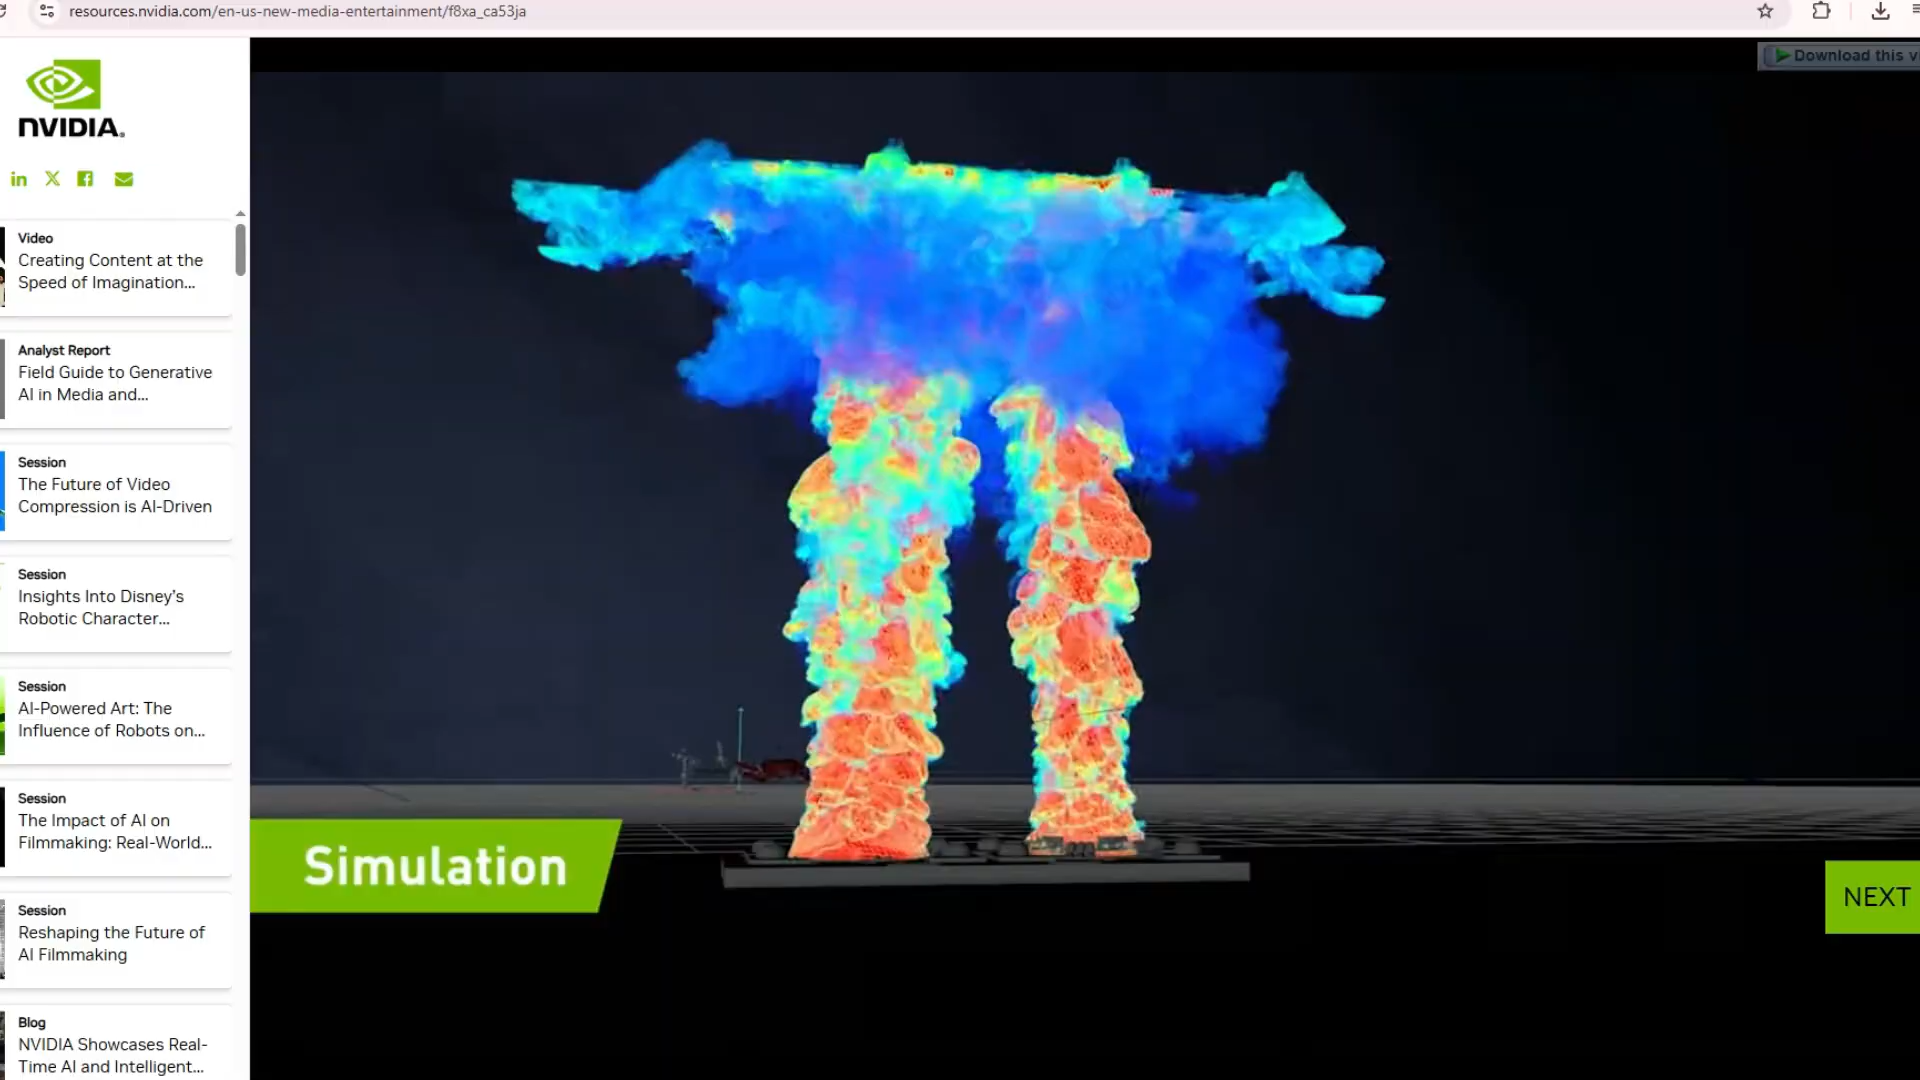 resources.nvidia.com/en-us-new-media-entertainment/f8xa_ca53ja
Download this v
NVIDIA.
in X f
Video
Creating Content at the
Speed of Imagination...
Analyst Report
Field Guide to Generative
AI in Media and...
Session
The Future of Video
Compression is AI-Driven
Session
Insights Into Disney's
Robotic Character...
Session
AI-Powered Art: The
Influence of Robots on...
Session
The Impact of AI on
Filmmaking: Real-World...
Session
Reshaping the Future of
AI Filmmaking
Blog
NVIDIA Showcases Real-
Time AI and Intelligent...
Simulation
NEXT